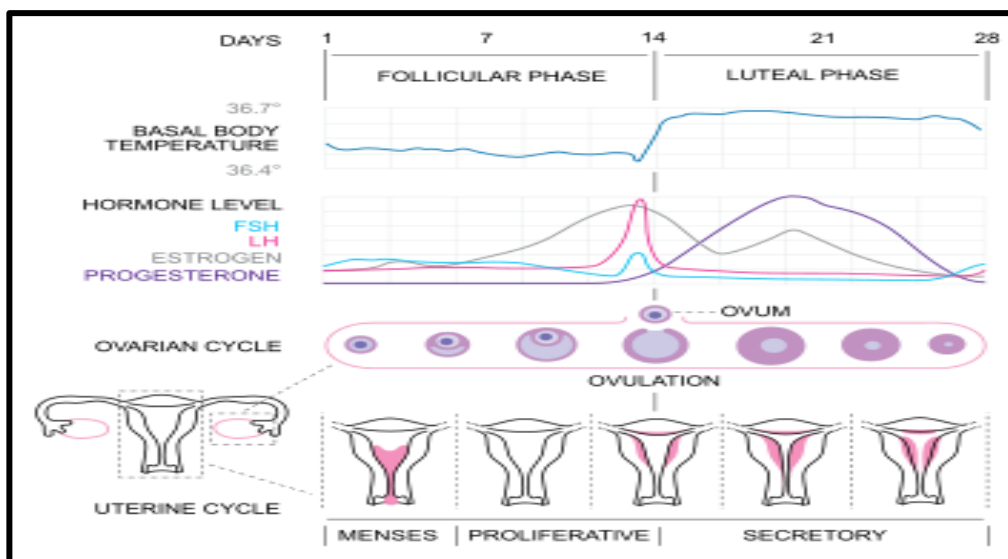 DAYS 1 7 14 21 28
FOLLICULAR PHASE LUTEAL PHASE
36.7°
BASAL BODY
TEMPERATURE
36.4°
HORMONE LEVEL
FSH
LH
ESTROGEN
PROGESTERONE
OVUM
OVARIAN CYCLE
OVULATION
UTERINE CYCLE
MENSES PROLIFERATIVE SECRETORY